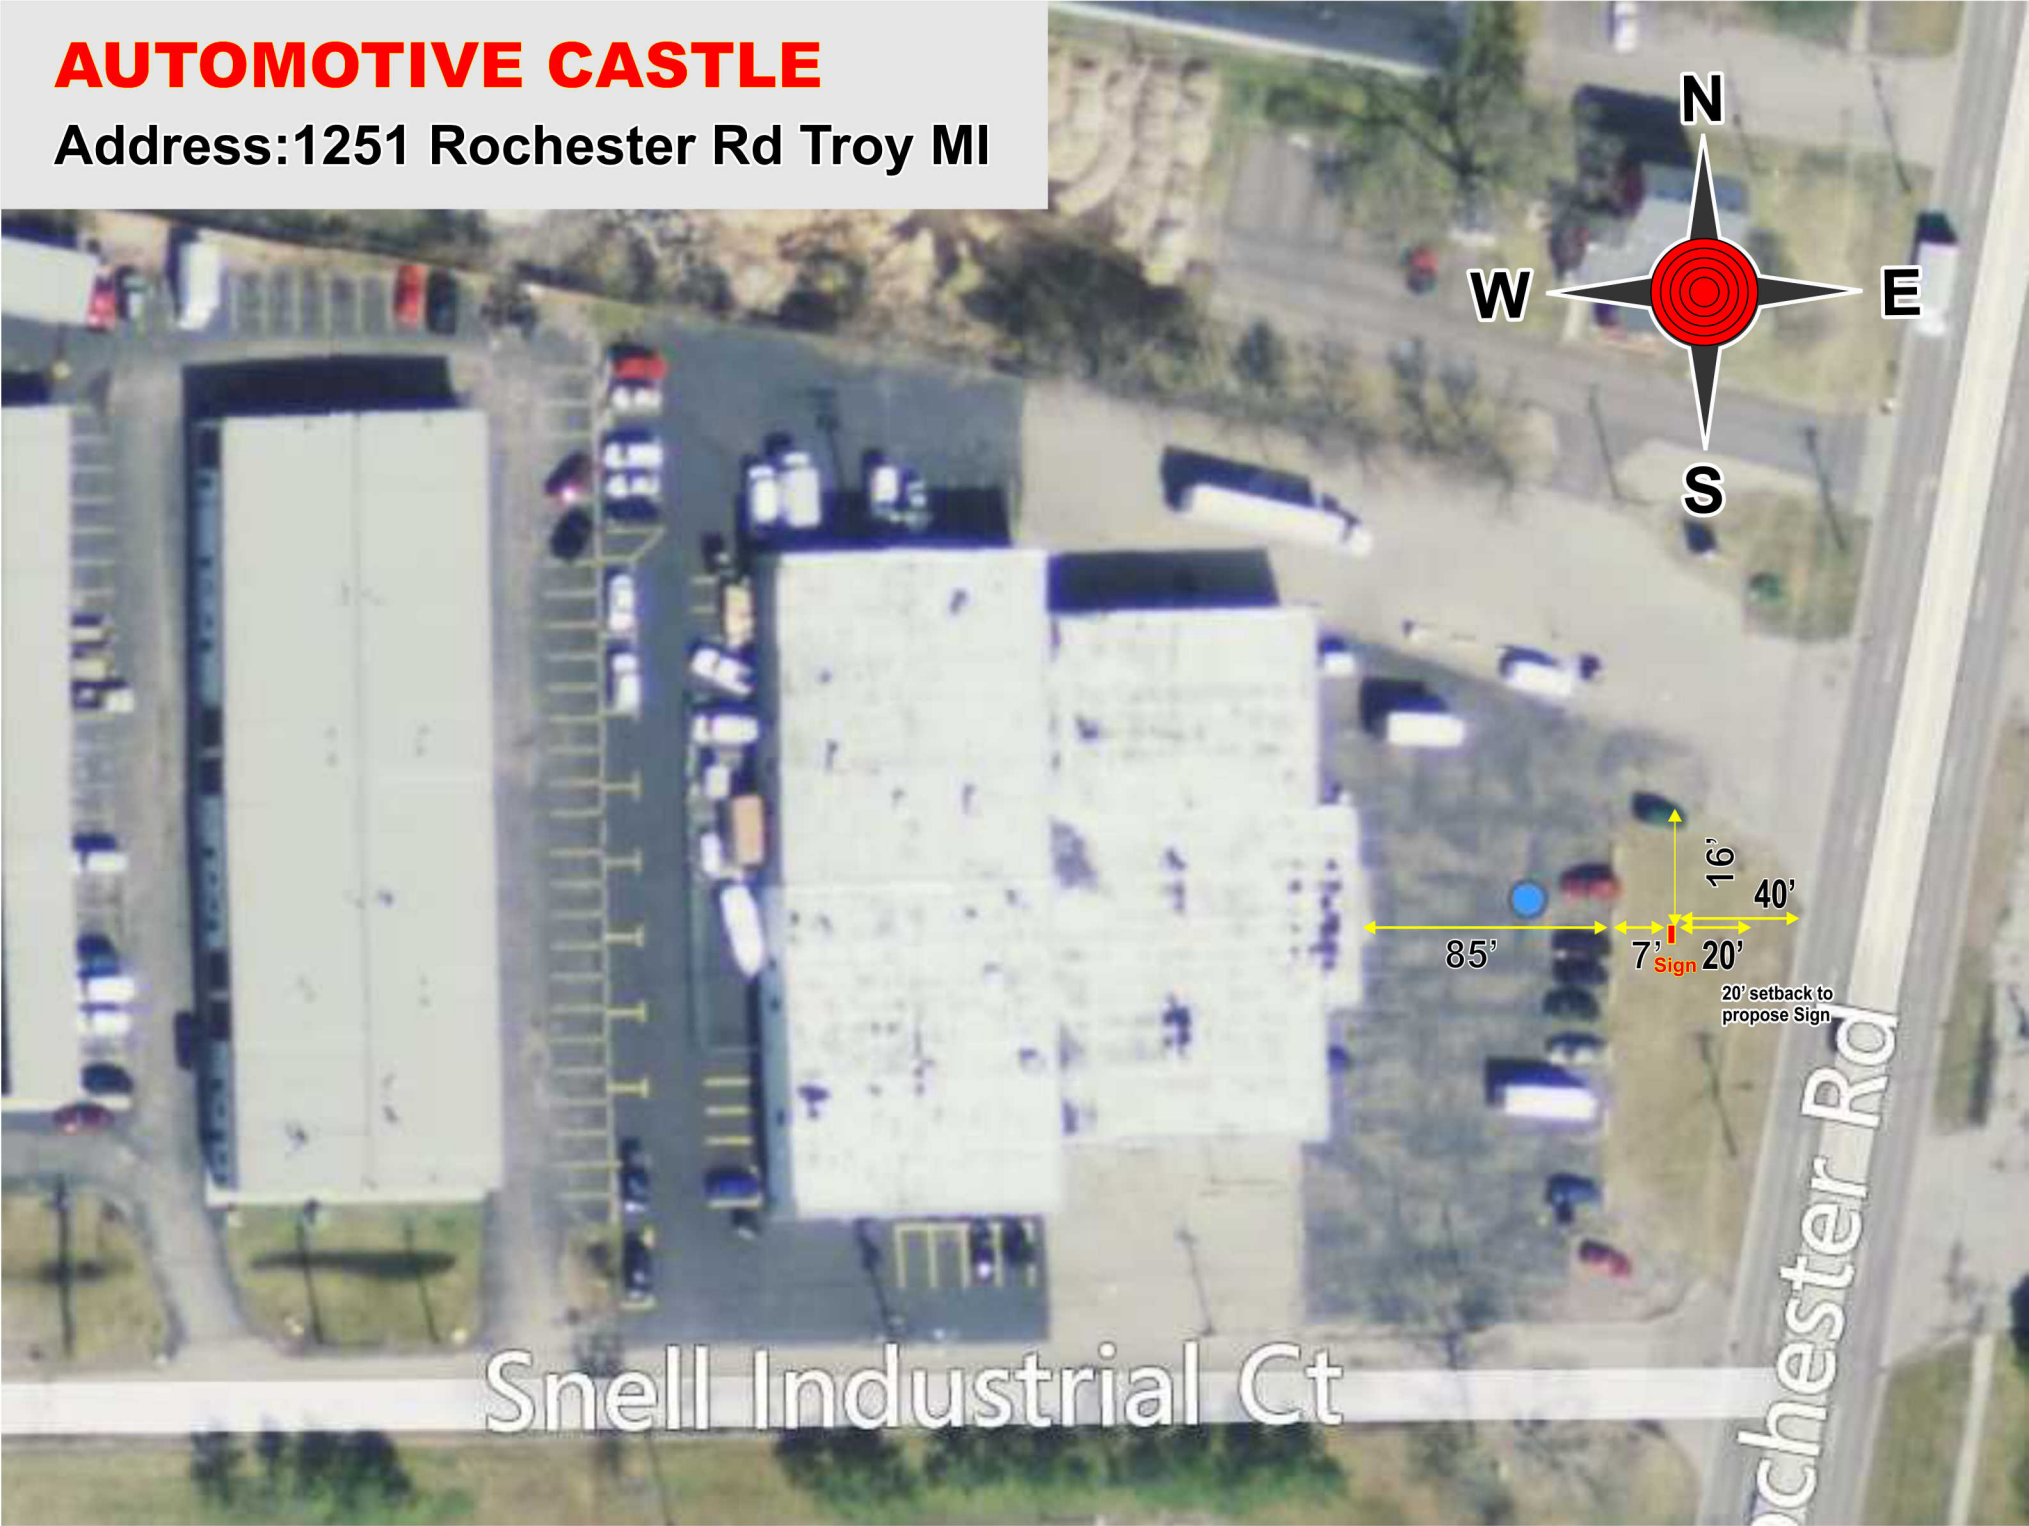 AUTOMOTIVE CASTLE
Address:1251 Rochester Rd Troy MI
N
W
E
S
16'
40'
85'
7'
Sign
20'
20' setback to
propose Sign
Rochester Rd
ochester
Snell Industrial Ct